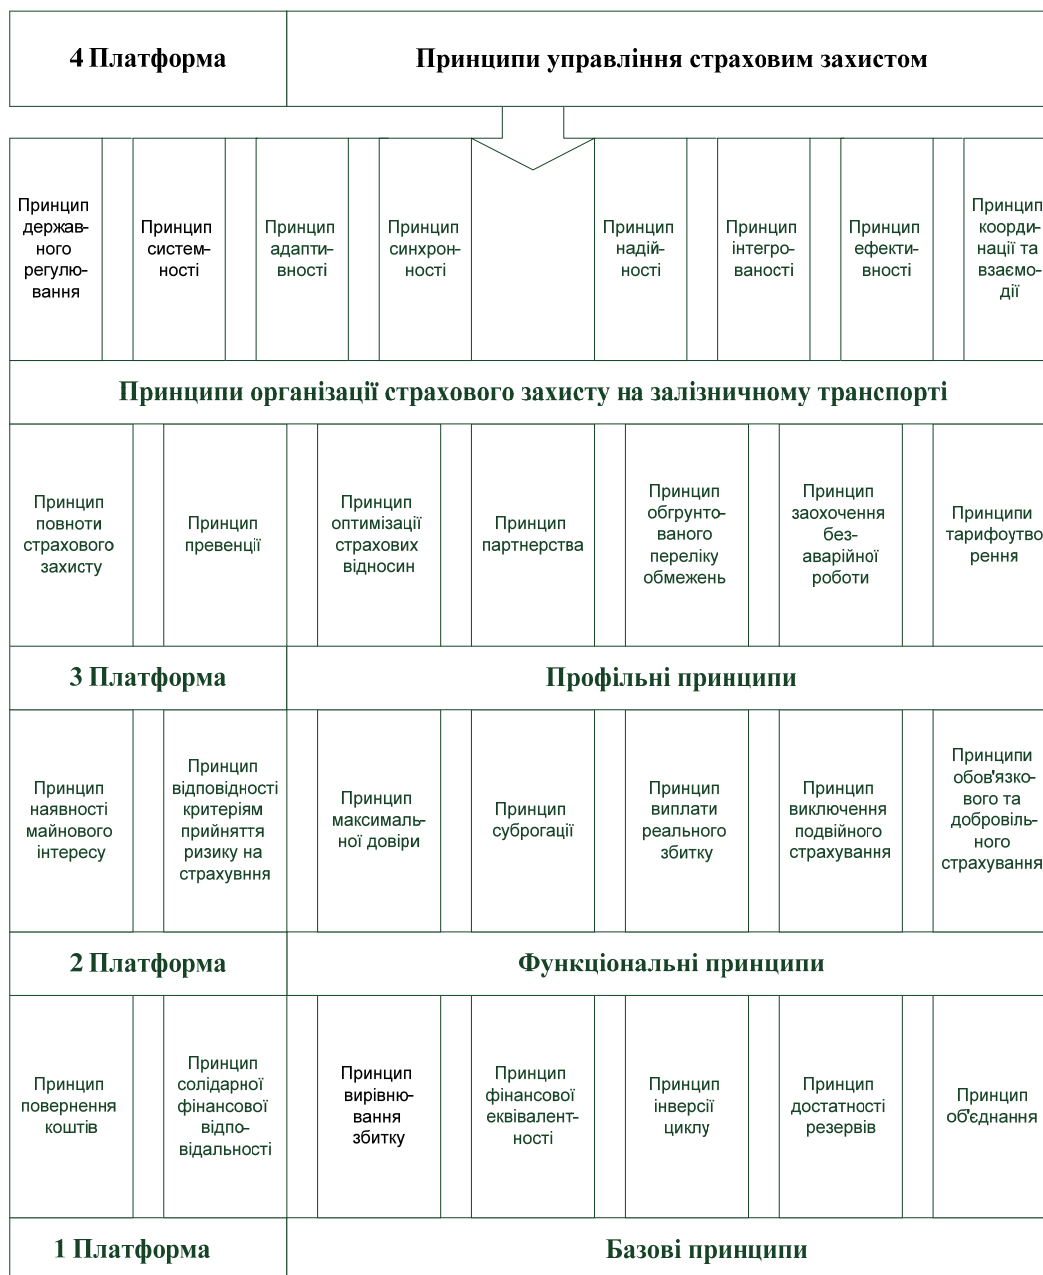 4 Платформа
Принципи управління страховим захистом
Принцип
держав-
ного
регулю-
вання
Принцип
систем-
ності
Принцип
адапти-
вності
Принцип
синхрон-
ності
Принцип
надій-
ності
Принцип
інтегро-
ваності
Принцип
ефекти-
вності
Принцип
коорди-
нації та
взаємо-
дії
Принципи організації страхового захисту на залізничному транспорті
Принцип
повноти
страхового
захисту
Принцип
превенції
Принцип
оптимізації
страхових
відносин
Принцип
партнерства
Принцип
обгрунто-
ваного
переліку
обмежень
Принцип
заохочення
без-
аварійної
роботи
Принципи
тарифоутво
рення
3 Платформа
Профільні принципи
Принцип
наявності
майнового
інтересу
Принцип
відповідності
критеріям
прийняття
ризику на
страхувння
Принцип
максималь-
ної довіри
Принцип
суброгації
Принцип
виплати
реального
збитку
Принцип
виключення
подвійного
страхування
Принципи
обов'язко-
вого та
добровіль-
ного
страхування
2 Платформа
Функціональні принципи
Принцип
повернення
коштів
Принцип
солідарної
фінансової
відпо-
відальності
Принцип
вирівню-
вання
збитку
Принцип
фінансової
еквівалент-
ності
Принцип
інверсії
циклу
Принцип
достатності
резервів
Принцип
об'єднання
1 Платформа
Базові принципи